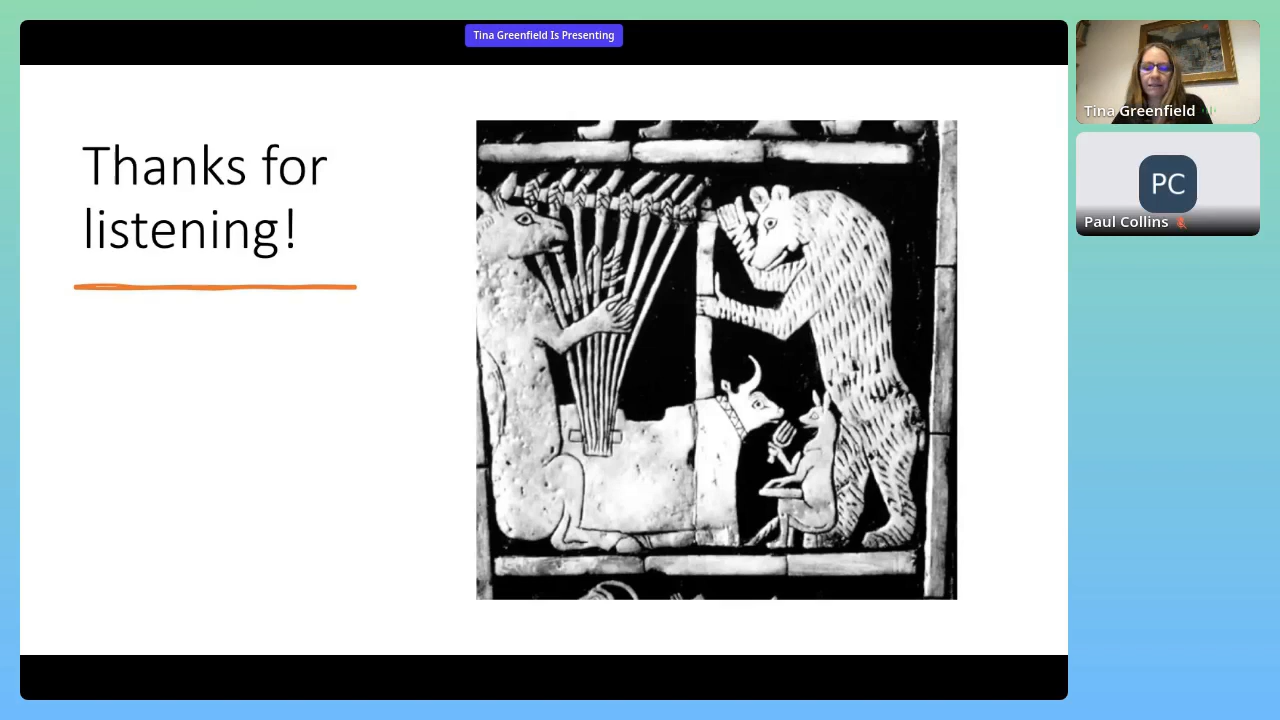 Tina Greenfield Is Presenting
Thanks for
listening!
Tina Greenfield
PC
Paul Collins